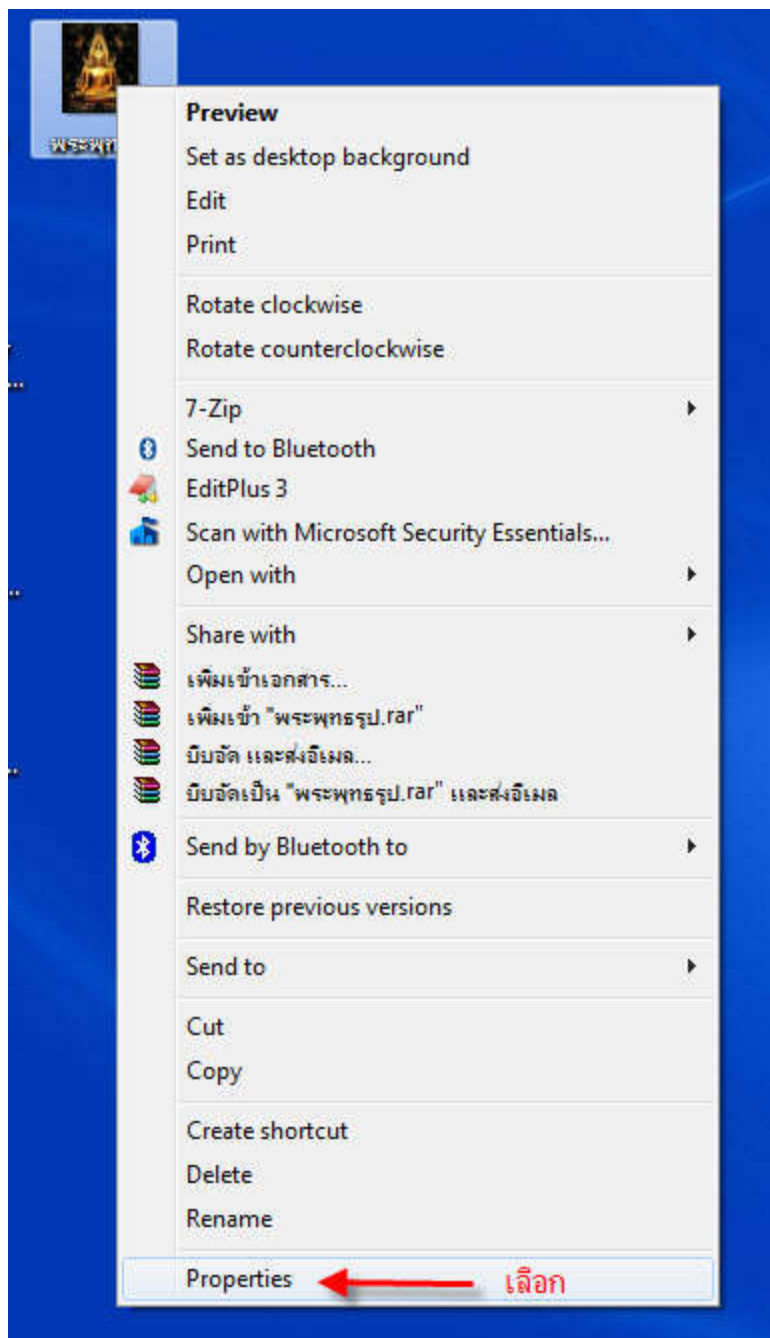 พระพุท
Preview
Set as desktop background
Edit
Print
Rotate clockwise
Rotate counterclockwise
7-Zip
Send to Bluetooth
EditPlus 3
Scan with Microsoft Security Essentials...
Open with
Share with
เพิ่มเข้าเอกสาร...
เพิ่มเข้า "พระพุทธรูป.rar"
บีบอัด และส่งอีเมล...
บีบอัดเป็น "พระพุทธรูป.rar" และส่งอีเมล
Send by Bluetooth to
Restore previous versions
Send to
Cut
Copy
Create shortcut
Delete
Rename
Properties เลือก